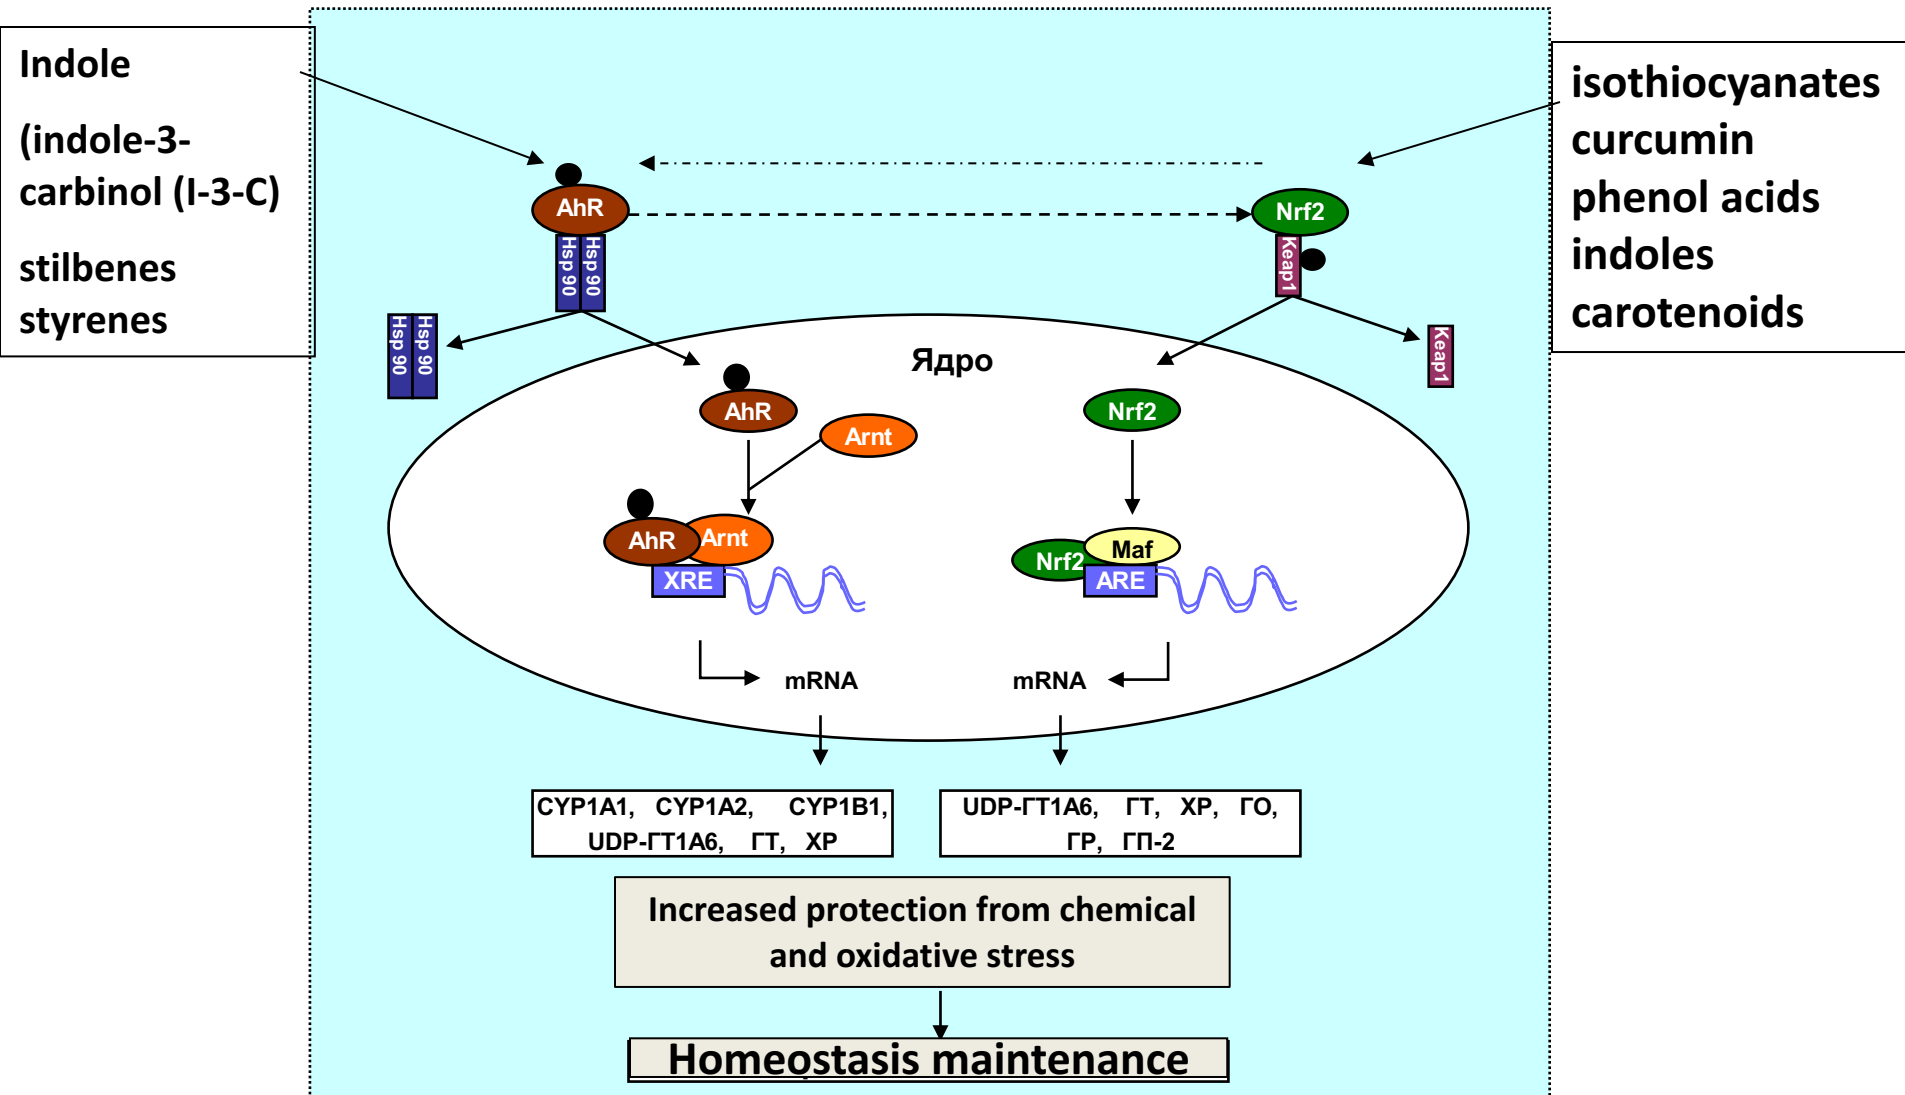 Indole
(indole-3-
carbinol (I-3-C)
stilbenes
styrenes
isothiocyanates
curcumin
phenol acids
indoles
carotenoids
AhR
Nrf2
Hsp 90
Hsp 90
Keap1
Hsp 90
Hsp 90
Keap1
Ядро
AhR
Arnt
Nrf2
AhR
Arnt
XRE
Nrf2
Maf
ARE
mRNA
mRNA
CYP1A1, CYP1A2, CYP1B1,
UDP-ГТ1A6, ГТ, ХР
UDP-ГТ1A6, ГТ, ХР, ГО,
ГР, ГП-2
Increased protection from chemical
and oxidative stress
Homeostasis maintenance